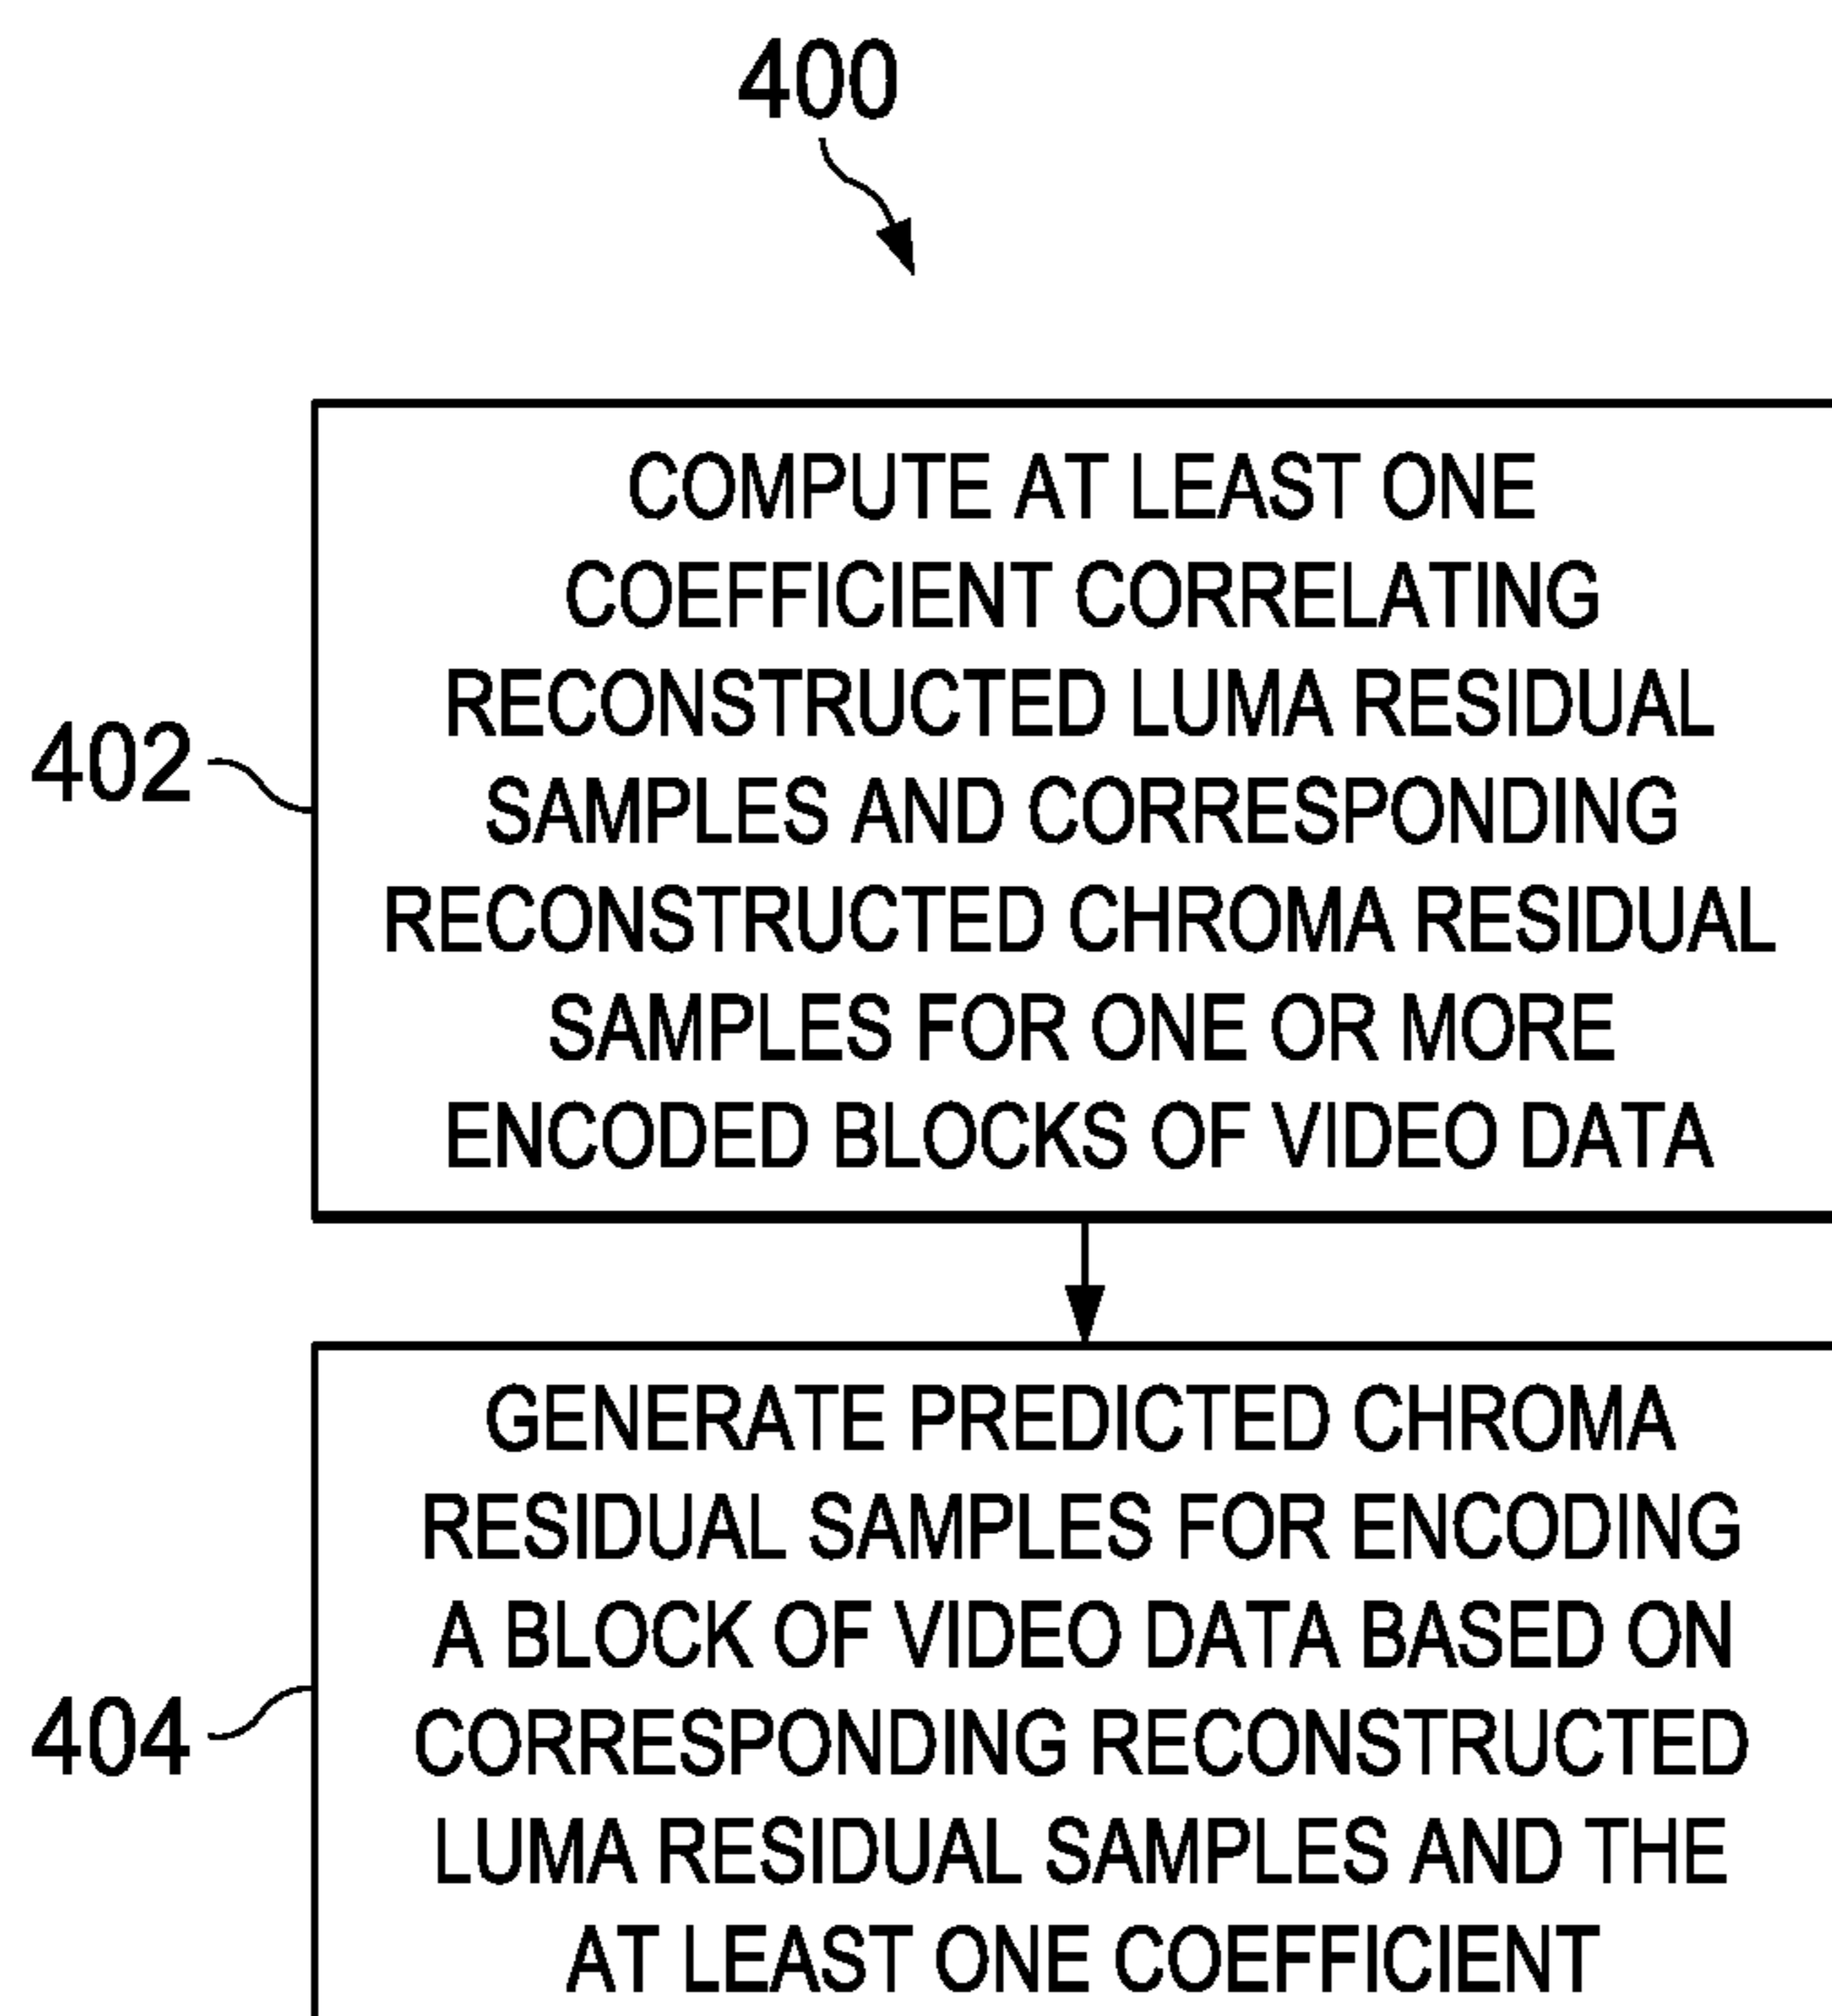 400
402
COMPUTE AT LEAST ONE
COEFFICIENT CORRELATING
RECONSTRUCTED LUMA RESIDUAL
SAMPLES AND CORRESPONDING
RECONSTRUCTED CHROMA RESIDUAL
SAMPLES FOR ONE OR MORE
ENCODED BLOCKS OF VIDEO DATA
404
GENERATE PREDICTED CHROMA
RESIDUAL SAMPLES FOR ENCODING
A BLOCK OF VIDEO DATA BASED ON
CORRESPONDING RECONSTRUCTED
LUMA RESIDUAL SAMPLES AND THE
AT LEAST ONE COEFFICIENT